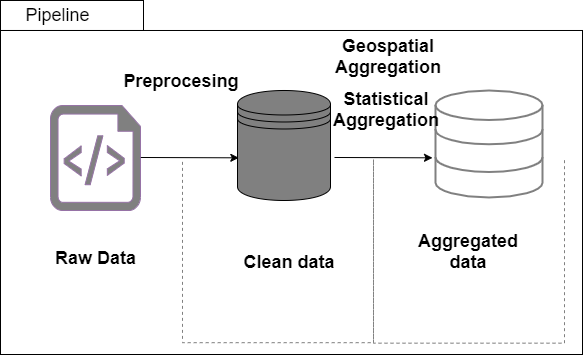 Pipeline
Geospatial
Aggregation
Preprocesing
Statistical
Aggregation
</>
Raw Data
Clean data
Aggregated
data